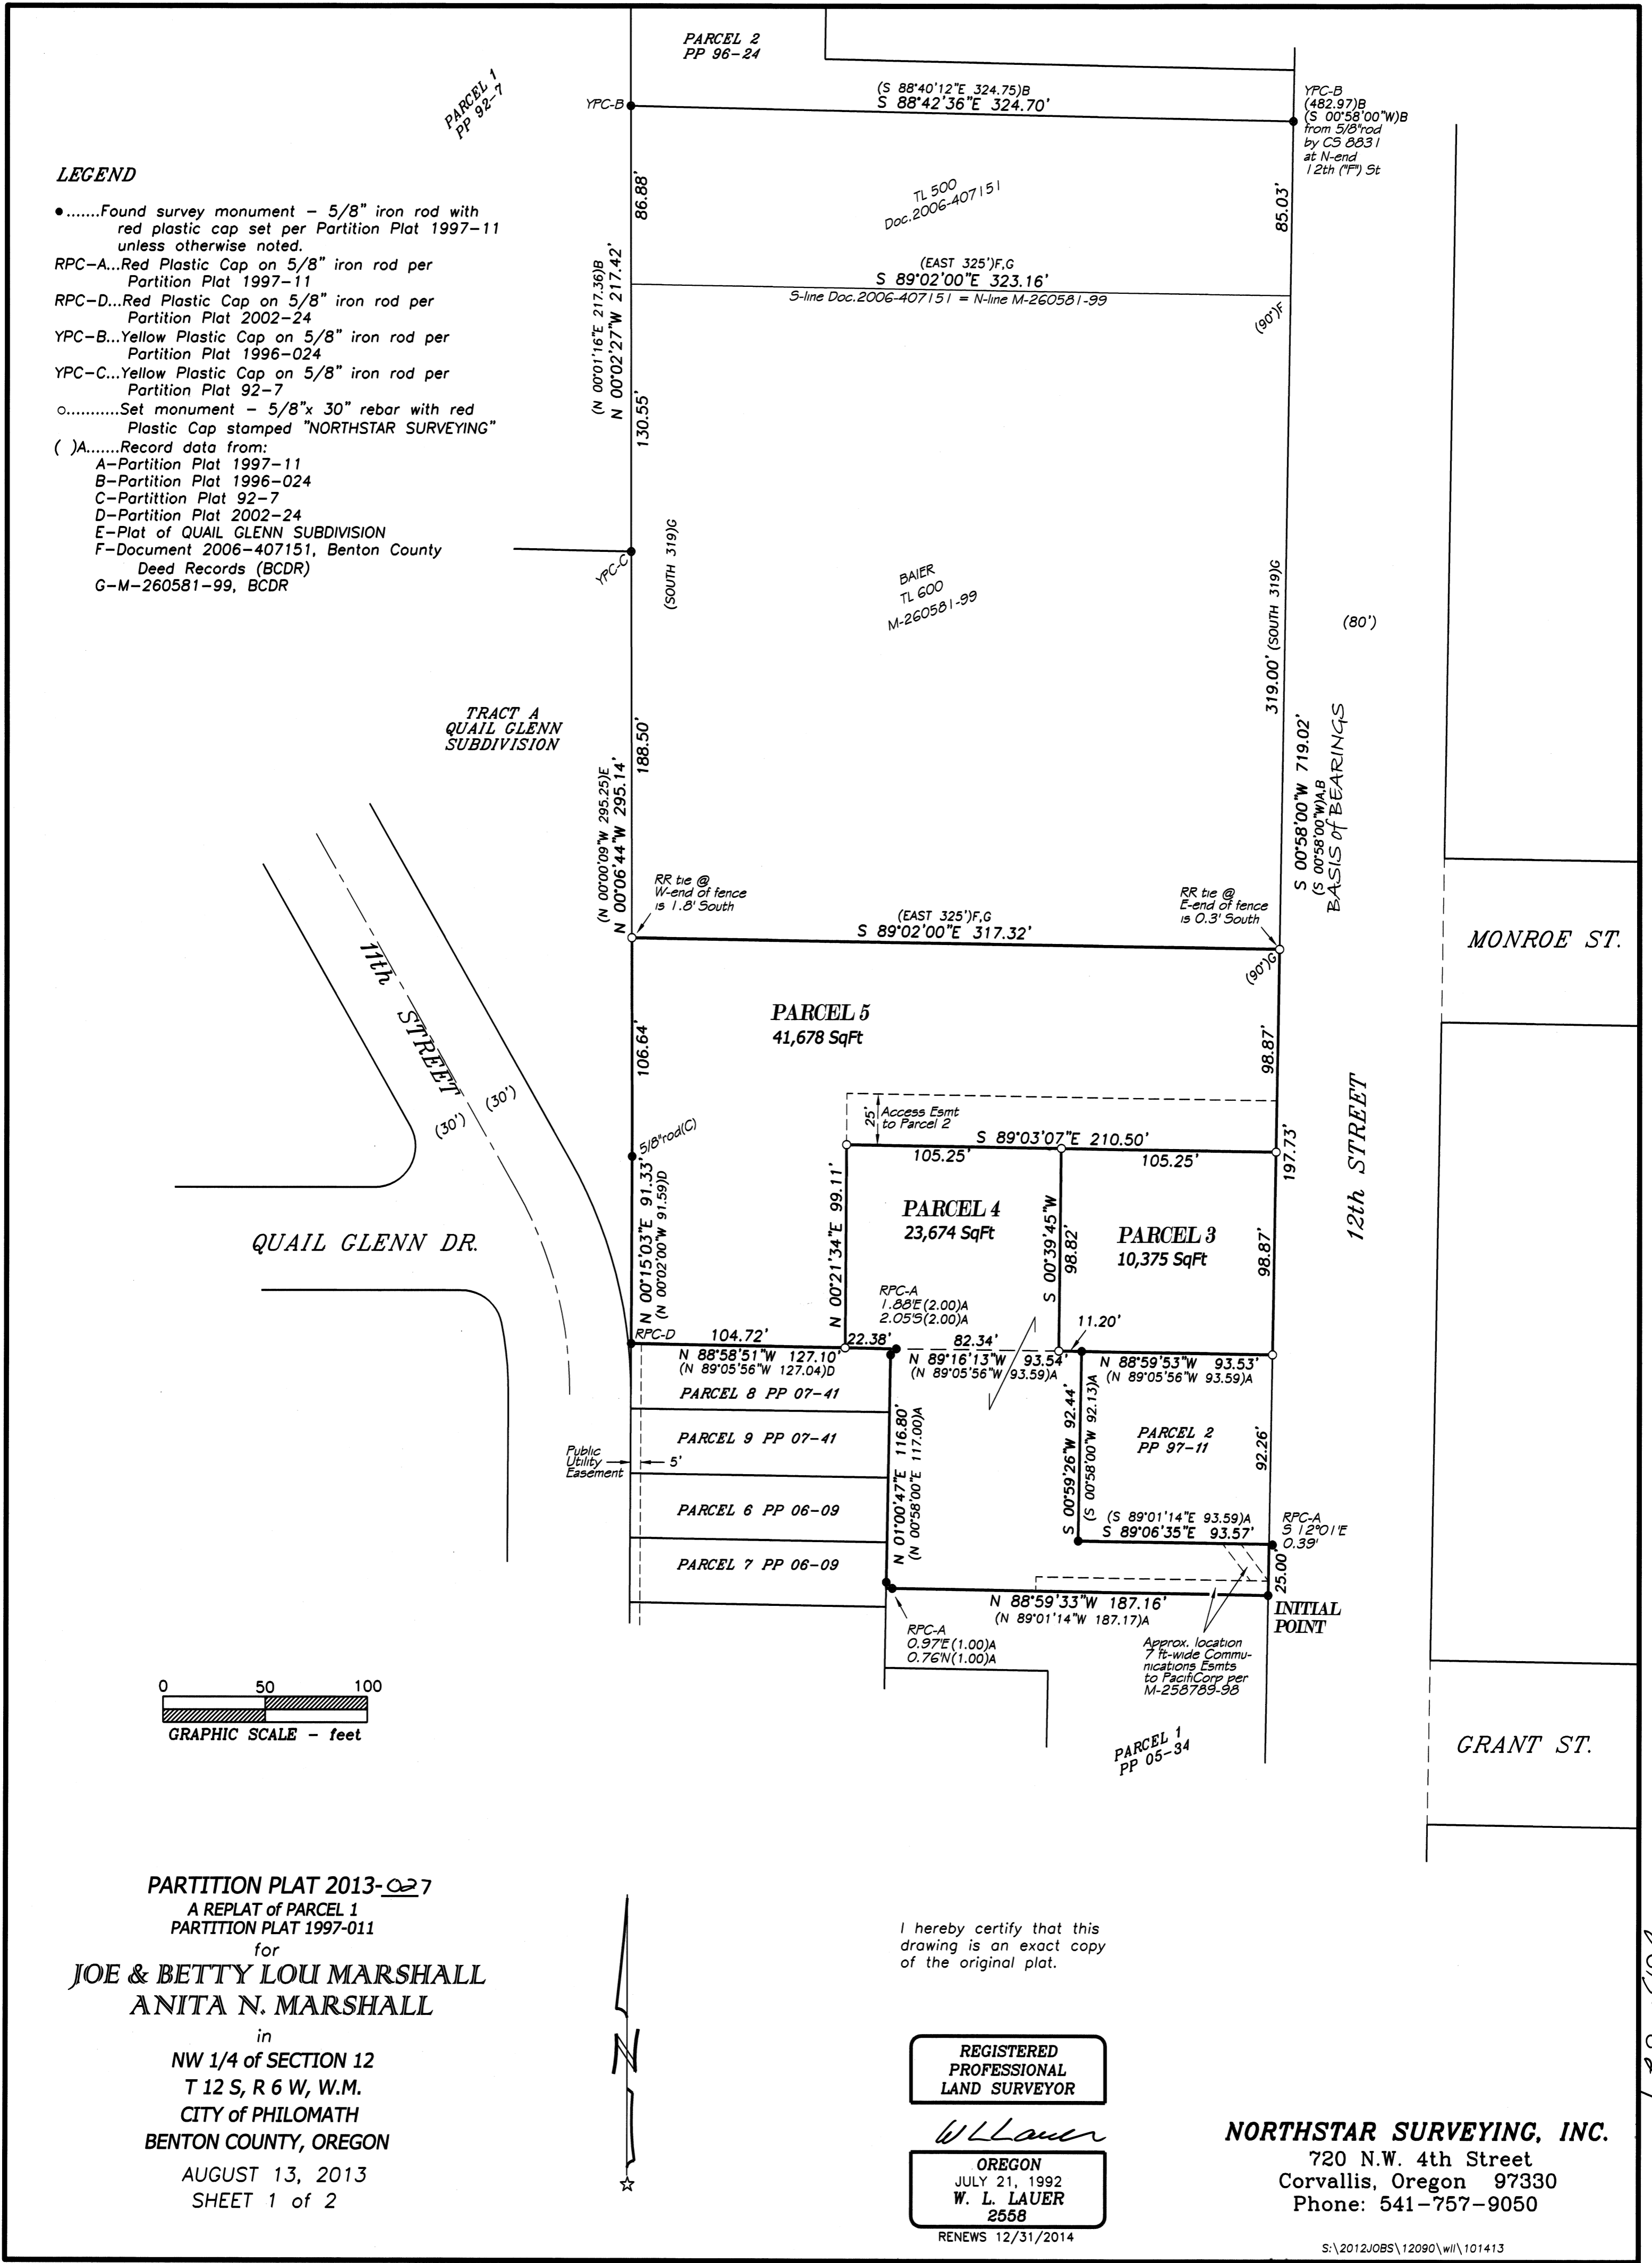 PARCEL 2
PP 96-24
PARCEL 1
PP 92-7
YPC-B
(S 88°40'12"E 324.75)B
S 88°42'36"E 324.70'
YPC-B
(482.97)B
(S 00°58'00"W)B
from 5/8"rod
by CS 8831
at N-end
12th ("F") St
LEGEND
●.......Found survey monument - 5/8" iron rod with
red plastic cap set per Partition Plat 1997-11
unless otherwise noted.
RPC-A...Red Plastic Cap on 5/8" iron rod per
Partition Plat 1997-11
RPC-D...Red Plastic Cap on 5/8" iron rod per
Partition Plat 2002-24
YPC-B...Yellow Plastic Cap on 5/8" iron rod per
Partition Plat 1996-024
YPC-C...Yellow Plastic Cap on 5/8" iron rod per
Partition Plat 92-7
○...........Set monument - 5/8"x 30" rebar with red
Plastic Cap stamped "NORTHSTAR SURVEYING"
( )A.......Record data from:
A-Partition Plat 1997-11
B-Partition Plat 1996-024
C-Partittion Plat 92-7
D-Partition Plat 2002-24
E-Plat of QUAIL GLENN SUBDIVISION
F-Document 2006-407151, Benton County
Deed Records (BCDR)
G-M-260581-99, BCDR
86.88'
TL 500
Doc.2006-407151
85.03'
(N 00°01'16"E 217.36)B
N 00°02'27"W 217.42'
(EAST 325')F,G
S 89°02'00"E 323.16'
S-line Doc.2006-407151 = N-line M-260581-99
(90°)F
130.55'
YPC-C
(SOUTH 319)G
BAIER
TL 600
M-260581-99
319.00' (SOUTH 319)G
(80')
TRACT A
QUAIL GLENN
SUBDIVISION
188.50'
(N 00°00'09"W 295.25)E
N 00°06'44"W 295.14'
S 00°58'00"W 719.02'
(S 00°58'00"W)A,B
BASIS of BEARINGS
RR tie @
W-end of fence
is 1.8' South
RR tie @
E-end of fence
is 0.3' South
(EAST 325')F,G
S 89°02'00"E 317.32'
(90°)G
MONROE ST.
11th STREET
(30')
(30')
PARCEL 5
41,678 SqFt
106.64'
98.87'
25'
Access Esmt
to Parcel 2
S 89°03'07"E 210.50'
105.25'
105.25'
197.73'
12th STREET
5/8"rod(C)
N 00°15'03"E 91.33'
(N 00°02'00"W 91.59)D
N 00°21'34"E 99.11'
PARCEL 4
23,674 SqFt
S 00°39'45"W
98.82'
PARCEL 3
10,375 SqFt
98.87'
QUAIL GLENN DR.
RPC-A
1.88'E(2.00)A
2.05'S(2.00)A
11.20'
RPC-D
104.72'
22.38'
82.34'
N 88°58'51"W 127.10'
(N 89°05'56"W 127.04)D
N 89°16'13"W 93.54'
(N 89°05'56"W 93.59)A
N 88°59'53"W 93.53'
(N 89°05'56"W 93.59)A
PARCEL 8 PP 07-41
PARCEL 9 PP 07-41
PARCEL 6 PP 06-09
PARCEL 7 PP 06-09
Public
Utility
Easement
5'
N 01°00'47"E 116.80'
(N 00°58'00"E 117.00)A
S 00°59'26"W 92.44'
(S 00°58'00"W 92.13)A
PARCEL 2
PP 97-11
92.26'
(S 89°01'14"E 93.59)A
S 89°06'35"E 93.57'
RPC-A
S 12°01'E
0.39'
25.00'
N 88°59'33"W 187.16'
(N 89°01'14"W 187.17)A
INITIAL
POINT
RPC-A
0.97'E(1.00)A
0.76'N(1.00)A
Approx. location
7 ft-wide Commu-
nications Esmts
to PacifiCorp per
M-258789-98
PARCEL 1
PP 05-34
GRANT ST.
0 50 100
GRAPHIC SCALE - feet
PARTITION PLAT 2013-027
A REPLAT of PARCEL 1
PARTITION PLAT 1997-011
for
JOE & BETTY LOU MARSHALL
ANITA N. MARSHALL
in
NW 1/4 of SECTION 12
T 12 S, R 6 W, W.M.
CITY of PHILOMATH
BENTON COUNTY, OREGON
AUGUST 13, 2013
SHEET 1 of 2
N
I hereby certify that this
drawing is an exact copy
of the original plat.
REGISTERED
PROFESSIONAL
LAND SURVEYOR
W L Lauer
OREGON
JULY 21, 1992
W. L. LAUER
2558
RENEWS 12/31/2014
NORTHSTAR SURVEYING, INC.
720 N.W. 4th Street
Corvallis, Oregon 97330
Phone: 541-757-9050
S:\2012JOBS\12090\wll\101413